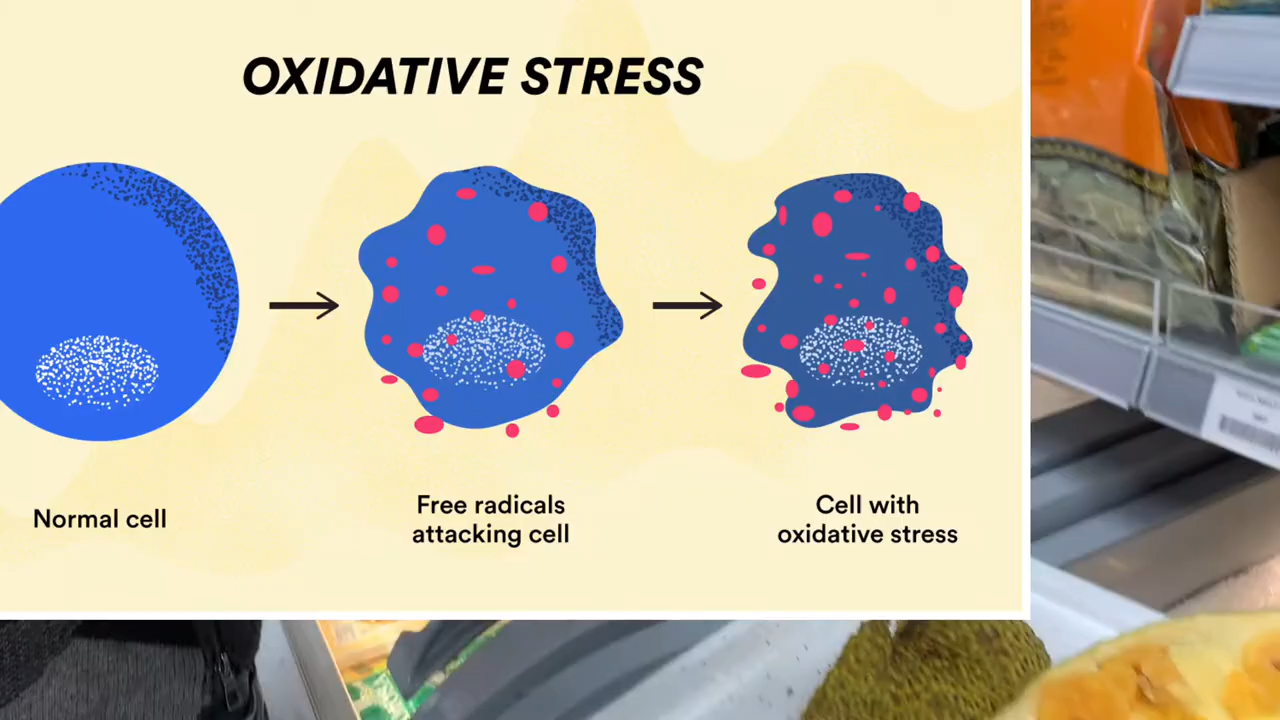 OXIDATIVE STRESS
Normal cell
Free radicals
attacking cell
Cell with
oxidative stress